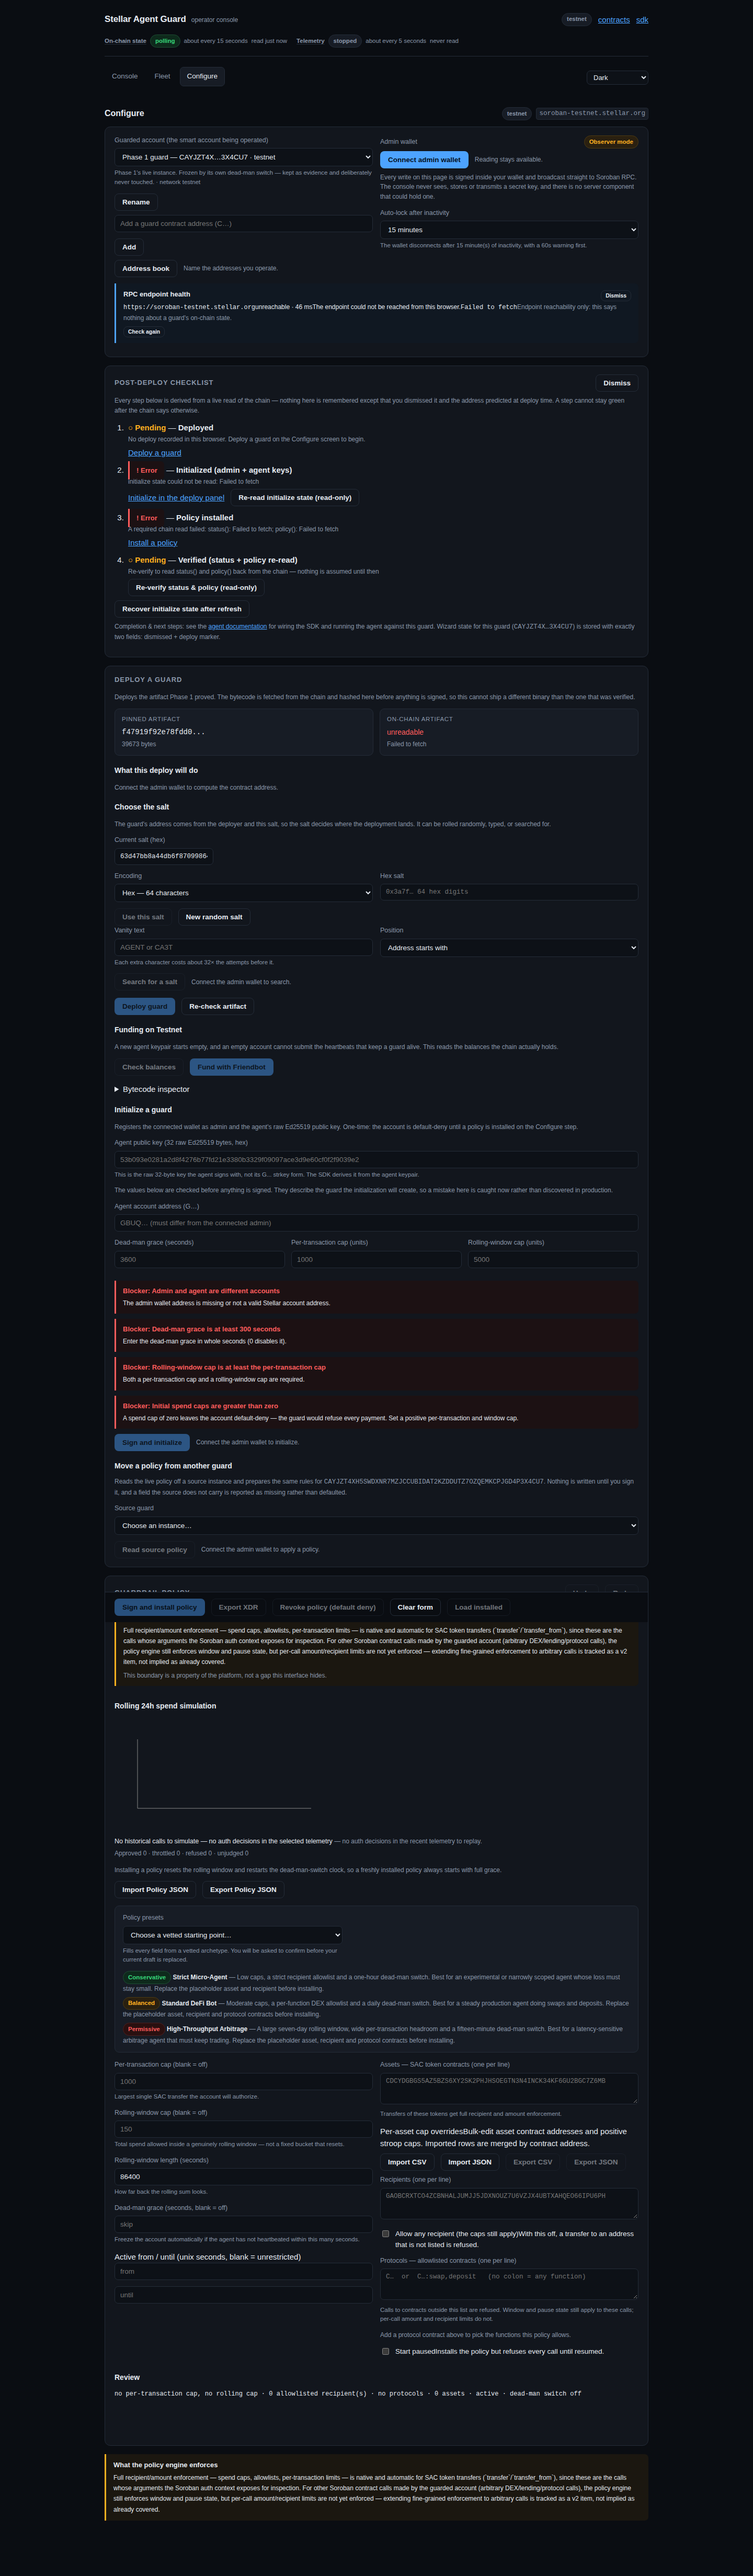 Stellar Agent Guard operator console
testnet contracts sdk
On-chain state polling about every 15 seconds read just now Telemetry stopped about every 5 seconds never read
Console Fleet Configure Dark
Configure testnet soroban-testnet.stellar.org
Guarded account (the smart account being operated)
Phase 1 guard — CAYJZT4X…3X4CU7 · testnet
Phase 1's live instance. Frozen by its own dead-man switch — kept as evidence and deliberately
never touched. · network testnet
Rename
Add a guard contract address (C…)
Add
Address book Name the addresses you operate.
Admin wallet Observer mode
Connect admin wallet Reading stays available.
Every write on this page is signed inside your wallet and broadcast straight to Soroban RPC.
The console never sees, stores or transmits a secret key, and there is no server component
that could hold one.
Auto-lock after inactivity
15 minutes
The wallet disconnects after 15 minute(s) of inactivity, with a 60s warning first.
RPC endpoint health Dismiss
https://soroban-testnet.stellar.orgunreachable · 46 msThe endpoint could not be reached from this browser.Failed to fetchEndpoint reachability only: this says
nothing about a guard's on-chain state.
Check again
POST-DEPLOY CHECKLIST Dismiss
Every step below is derived from a live read of the chain — nothing here is remembered except that you dismissed it and the address predicted at deploy time. A step cannot stay green
after the chain says otherwise.
1. ○ Pending — Deployed
No deploy recorded in this browser. Deploy a guard on the Configure screen to begin.
Deploy a guard
2. ! Error — Initialized (admin + agent keys)
initialize state could not be read: Failed to fetch
Initialize in the deploy panel Re-read initialize state (read-only)
3. ! Error — Policy installed
A required chain read failed: status(): Failed to fetch; policy(): Failed to fetch
Install a policy
4. ○ Pending — Verified (status + policy re-read)
Re-verify to read status() and policy() back from the chain — nothing is assumed until then
Re-verify status & policy (read-only)
Recover initialize state after refresh
Completion & next steps: see the agent documentation for wiring the SDK and running the agent against this guard. Wizard state for this guard (CAYJZT4X…3X4CU7) is stored with exactly
two fields: dismissed + deploy marker.
DEPLOY A GUARD
Deploys the artifact Phase 1 proved. The bytecode is fetched from the chain and hashed here before anything is signed, so this cannot ship a different binary than the one that was verified.
PINNED ARTIFACT
f47919f92e78fdd0...
39673 bytes
ON-CHAIN ARTIFACT
unreadable
Failed to fetch
What this deploy will do
Connect the admin wallet to compute the contract address.
Choose the salt
The guard's address comes from the deployer and this salt, so the salt decides where the deployment lands. It can be rolled randomly, typed, or searched for.
Current salt (hex)
63d47bb8a44db6f8709986
Encoding Hex salt
Hex — 64 characters 0x3a7f… 64 hex digits
Use this salt New random salt
Vanity text Position
AGENT or CA3T Address starts with
Each extra character costs about 32× the attempts before it.
Search for a salt Connect the admin wallet to search.
Deploy guard Re-check artifact
Funding on Testnet
A new agent keypair starts empty, and an empty account cannot submit the heartbeats that keep a guard alive. This reads the balances the chain actually holds.
Check balances Fund with Friendbot
▶ Bytecode inspector
Initialize a guard
Registers the connected wallet as admin and the agent's raw Ed25519 public key. One-time: the account is default-deny until a policy is installed on the Configure step.
Agent public key (32 raw Ed25519 bytes, hex)
53b093e0281a2d8f4276b77fd21e3380b3329f09097ace3d9e60cf0f2f9039e2
This is the raw 32-byte key the agent signs with, not its G... strkey form. The SDK derives it from the agent keypair.
The values below are checked before anything is signed. They describe the guard the initialization will create, so a mistake here is caught now rather than discovered in production.
Agent account address (G…)
GBUQ… (must differ from the connected admin)
Dead-man grace (seconds) Per-transaction cap (units) Rolling-window cap (units)
3600 1000 5000
Blocker: Admin and agent are different accounts
The admin wallet address is missing or not a valid Stellar account address.
Blocker: Dead-man grace is at least 300 seconds
Enter the dead-man grace in whole seconds (0 disables it).
Blocker: Rolling-window cap is at least the per-transaction cap
Both a per-transaction cap and a rolling-window cap are required.
Blocker: Initial spend caps are greater than zero
A spend cap of zero leaves the account default-deny — the guard would refuse every payment. Set a positive per-transaction and window cap.
Sign and initialize Connect the admin wallet to initialize.
Move a policy from another guard
Reads the live policy off a source instance and prepares the same rules for CAYJZT4XH5SWDXNR7MZJCCUBIDAT2KZDDUTZ7OZQEMKCPJGD4P3X4CU7. Nothing is written until you sign
it, and a field the source does not carry is reported as missing rather than defaulted.
Source guard
Choose an instance…
Read source policy Connect the admin wallet to apply a policy.
Sign and install policy Export XDR Revoke policy (default deny) Clear form Load installed
Full recipient/amount enforcement — spend caps, allowlists, per-transaction limits — is native and automatic for SAC token transfers (`transfer`/`transfer_from`), since these are the
calls whose arguments the Soroban auth context exposes for inspection. For other Soroban contract calls made by the guarded account (arbitrary DEX/lending/protocol calls), the
policy engine still enforces window and pause state, but per-call amount/recipient limits are not yet enforced — extending fine-grained enforcement to arbitrary calls is tracked as a v2
item, not implied as already covered.
This boundary is a property of the platform, not a gap this interface hides.
Rolling 24h spend simulation
No historical calls to simulate — no auth decisions in the selected telemetry — no auth decisions in the recent telemetry to replay.
Approved 0 · throttled 0 · refused 0 · unjudged 0
Installing a policy resets the rolling window and restarts the dead-man-switch clock, so a freshly installed policy always starts with full grace.
Import Policy JSON Export Policy JSON
Policy presets
Choose a vetted starting point…
Fills every field from a vetted archetype. You will be asked to confirm before your
current draft is replaced.
Conservative Strict Micro-Agent — Low caps, a strict recipient allowlist and a one-hour dead-man switch. Best for an experimental or narrowly scoped agent whose loss must
stay small. Replace the placeholder asset and recipient before installing.
Balanced Standard DeFi Bot — Moderate caps, a per-function DEX allowlist and a daily dead-man switch. Best for a steady production agent doing swaps and deposits. Replace
the placeholder asset, recipient and protocol contracts before installing.
Permissive High-Throughput Arbitrage — A large seven-day rolling window, wide per-transaction headroom and a fifteen-minute dead-man switch. Best for a latency-sensitive
arbitrage agent that must keep trading. Replace the placeholder asset, recipient and protocol contracts before installing.
Per-transaction cap (blank = off)
1000
Largest single SAC transfer the account will authorize.
Rolling-window cap (blank = off)
150
Total spend allowed inside a genuinely rolling window — not a fixed bucket that resets.
Rolling-window length (seconds)
86400
How far back the rolling sum looks.
Dead-man grace (seconds, blank = off)
skip
Freeze the account automatically if the agent has not heartbeated within this many seconds.
Active from / until (unix seconds, blank = unrestricted)
from
until
Assets — SAC token contracts (one per line)
CDCYDGBGS5AZ5BZS6XY2SK2PHJHSOEGTN3N4INCK34KF6GU2BGC7Z6MB
Transfers of these tokens get full recipient and amount enforcement.
Per-asset cap overridesBulk-edit asset contract addresses and positive
stroop caps. Imported rows are merged by contract address.
Import CSV Import JSON Export CSV Export JSON
Recipients (one per line)
GAOBCRXTCO4ZCBNHALJUMJJ5JDXNOUZ7U6VZJX4UBTXAHQEO66IPU6PH
Allow any recipient (the caps still apply)With this off, a transfer to an address
that is not listed is refused.
Protocols — allowlisted contracts (one per line)
C… or C…:swap,deposit (no colon = any function)
Calls to contracts outside this list are refused. Window and pause state still apply to these calls;
per-call amount and recipient limits do not.
Add a protocol contract above to pick the functions this policy allows.
Start pausedInstalls the policy but refuses every call until resumed.
Review
no per-transaction cap, no rolling cap · 0 allowlisted recipient(s) · no protocols · 0 assets · active · dead-man switch off
What the policy engine enforces
Full recipient/amount enforcement — spend caps, allowlists, per-transaction limits — is native and automatic for SAC token transfers (`transfer`/`transfer_from`), since these are the calls
whose arguments the Soroban auth context exposes for inspection. For other Soroban contract calls made by the guarded account (arbitrary DEX/lending/protocol calls), the policy engine
still enforces window and pause state, but per-call amount/recipient limits are not yet enforced — extending fine-grained enforcement to arbitrary calls is tracked as a v2 item, not implied as
already covered.